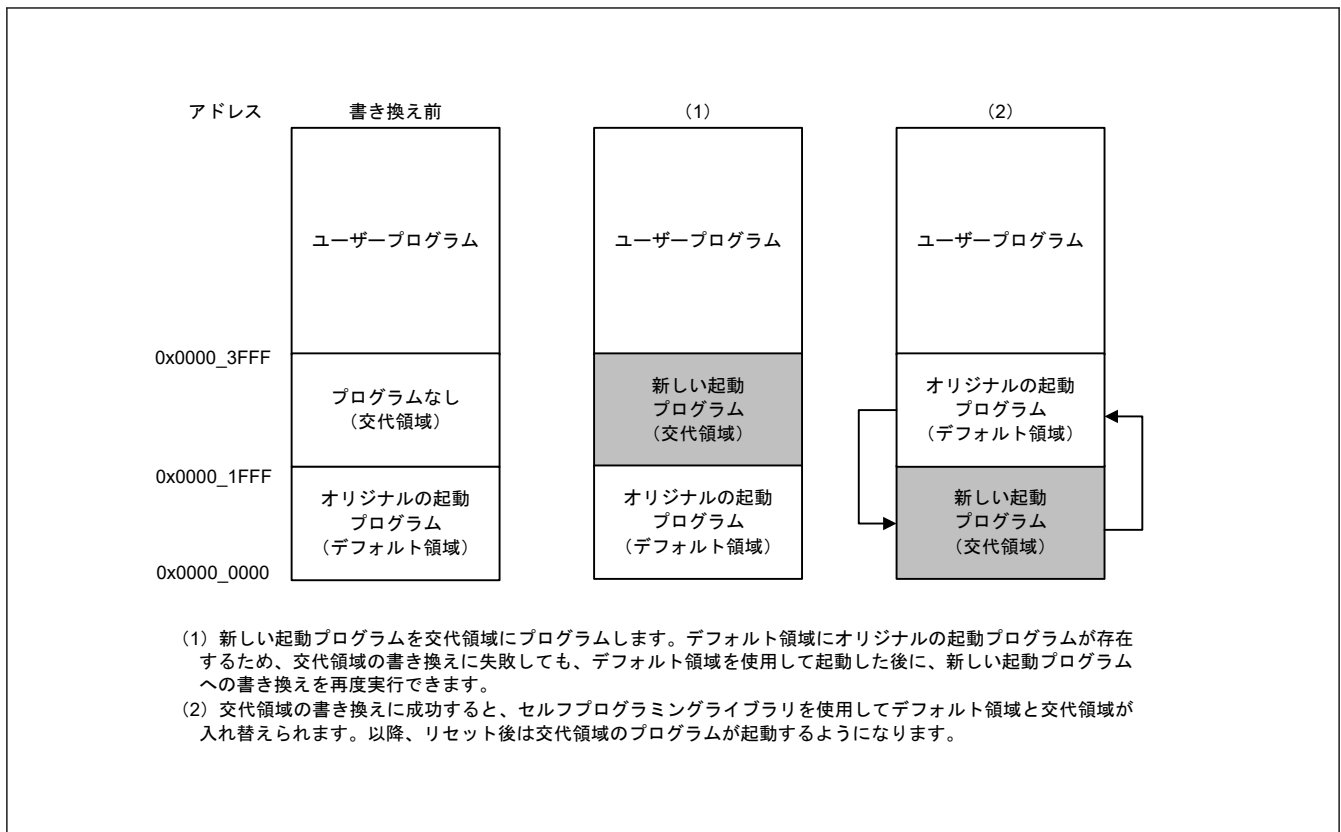 アドレス
書き換え前
(1)
(2)
ユーザープログラム
ユーザープログラム
ユーザープログラム
0x0000_3FFF
プログラムなし
(交代領域)
新しい起動
プログラム
(交代領域)
オリジナルの起動
プログラム
(デフォルト領域)
0x0000_1FFF
オリジナルの起動
プログラム
(デフォルト領域)
オリジナルの起動
プログラム
(デフォルト領域)
新しい起動
プログラム
(交代領域)
0x0000_0000
(1)新しい起動プログラムを交代領域にプログラムします。デフォルト領域にオリジナルの起動プログラムが存在
するため、交代領域の書き換えに失敗しても、デフォルト領域を使用して起動した後に、新しい起動プログラム
への書き換えを再度実行できます。
(2)交代領域の書き換えに成功すると、セルフプログラミングライブラリを使用してデフォルト領域と交代領域が
入れ替えられます。以降、リセット後は交代領域のプログラムが起動するようになります。